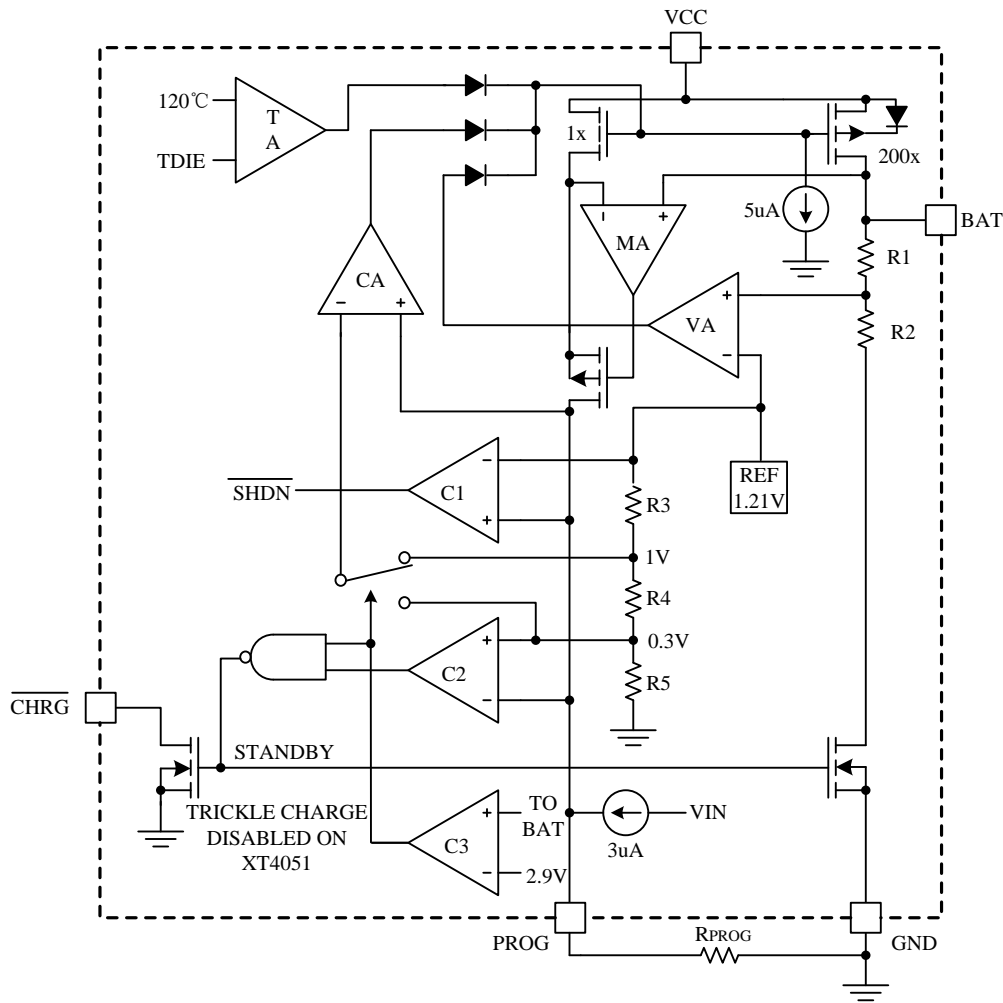 VCC
120℃
T
A
TDIE
1x
200x
5uA
BAT
MA
R1
CA
− +
− +
VA
+
−
R2
REF
1.21V
SHDN
C1
−
+
R3
1V
R4
0.3V
C2
+
−
R5
CHRG
STANDBY
TRICKLE CHARGE
DISABLED ON
XT4051
C3
+
−
TO
BAT
2.9V
3uA
VIN
PROG
RPROG
GND